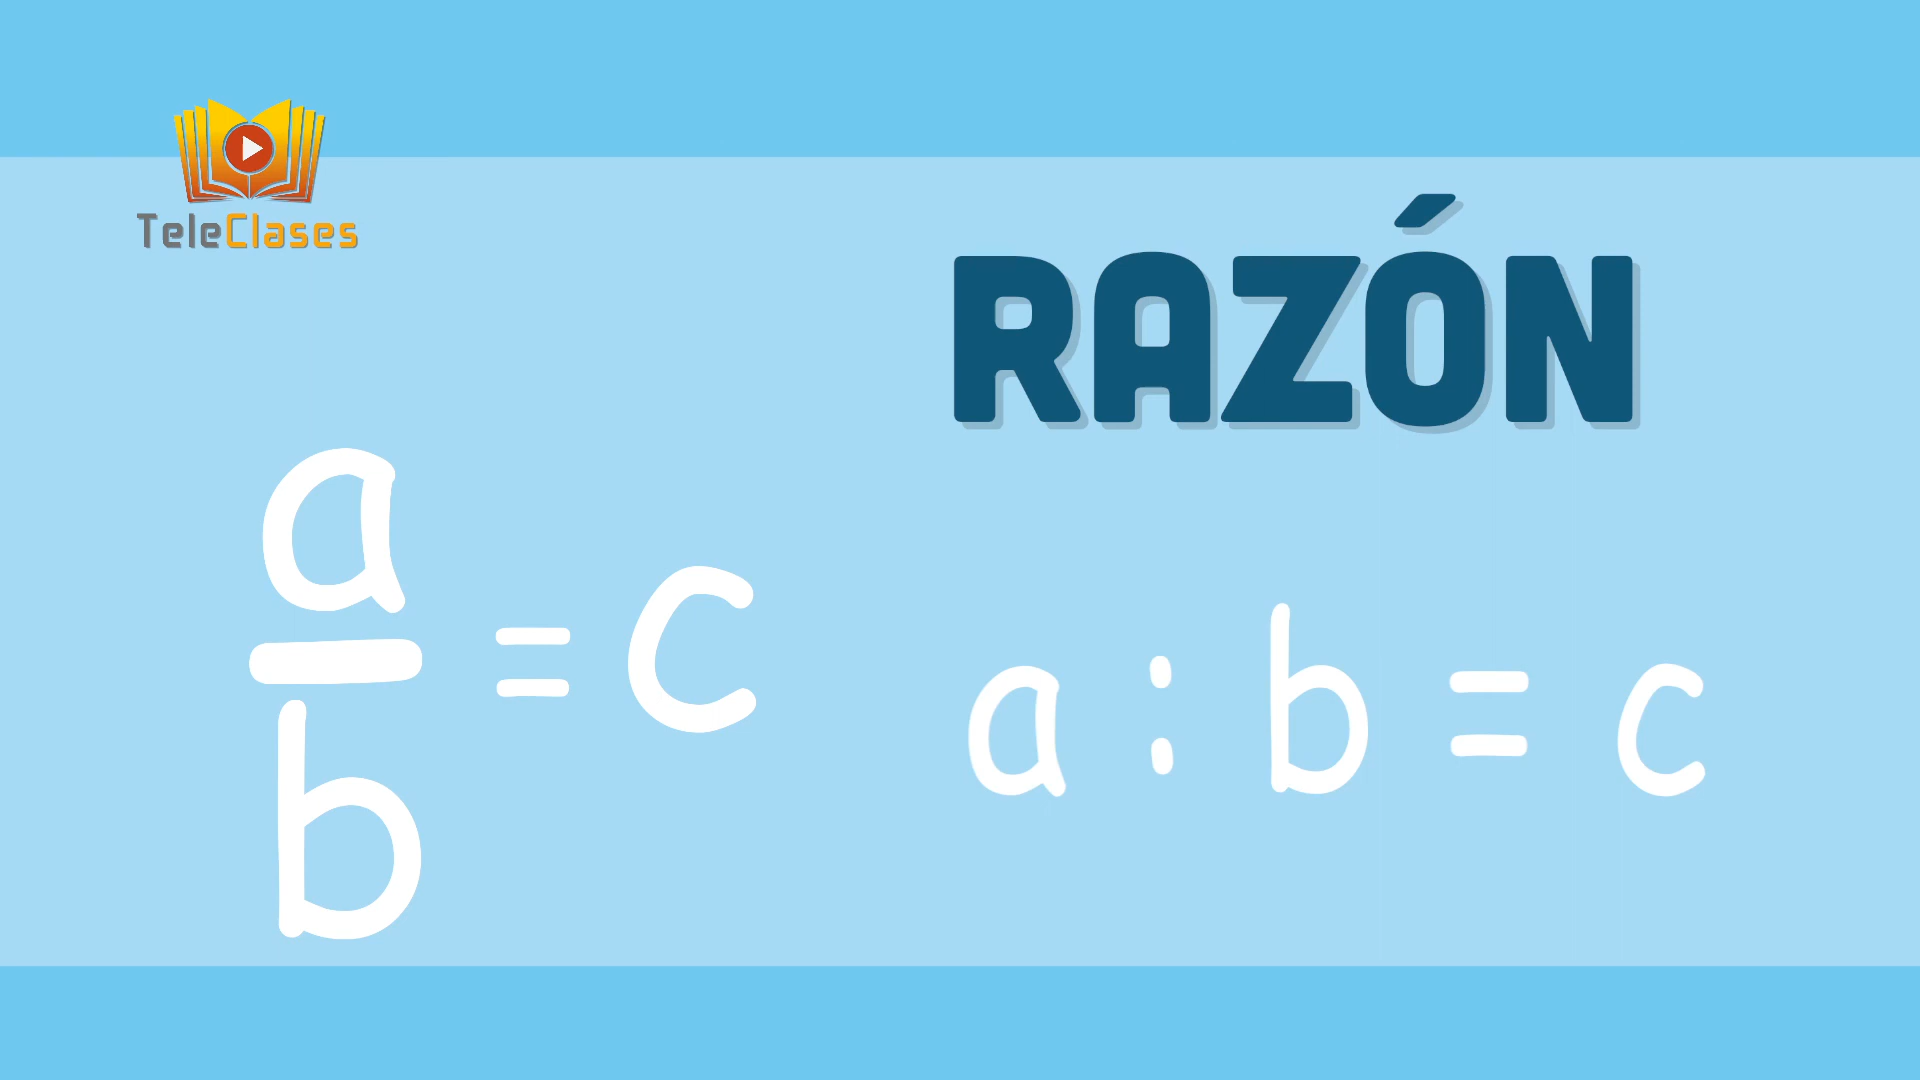 TeleClases
RAZÓN
a
b
= c
a : b = c